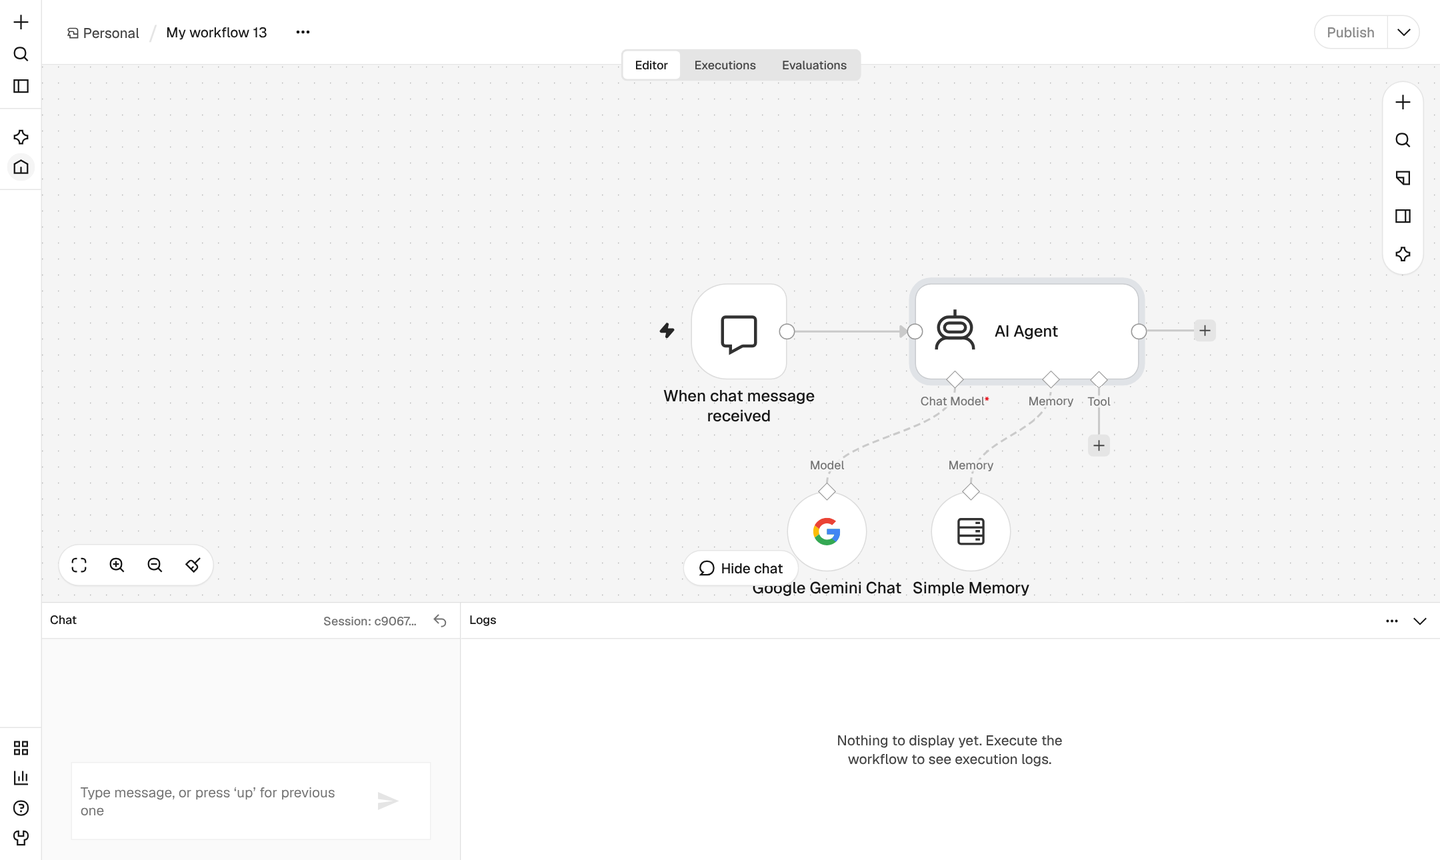 Personal / My workflow 13 ...
Publish
Editor Executions Evaluations
AI Agent
When chat message
received
Chat Model* Memory Tool
Model Memory
Hide chat
Google Gemini Chat Simple Memory
Chat Session: c9067... Logs
Nothing to display yet. Execute the
workflow to see execution logs.
Type message, or press ‘up’ for previous
one